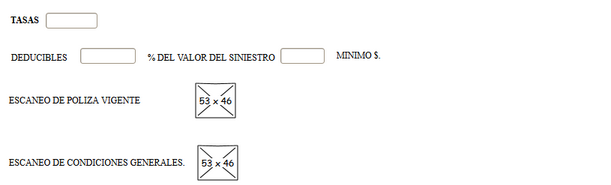 TASAS
DEDUCIBLES % DEL VALOR DEL SINIESTRO MINIMO $.
ESCANEO DE POLIZA VIGENTE 53 x 46
ESCANEO DE CONDICIONES GENERALES. 53 x 46